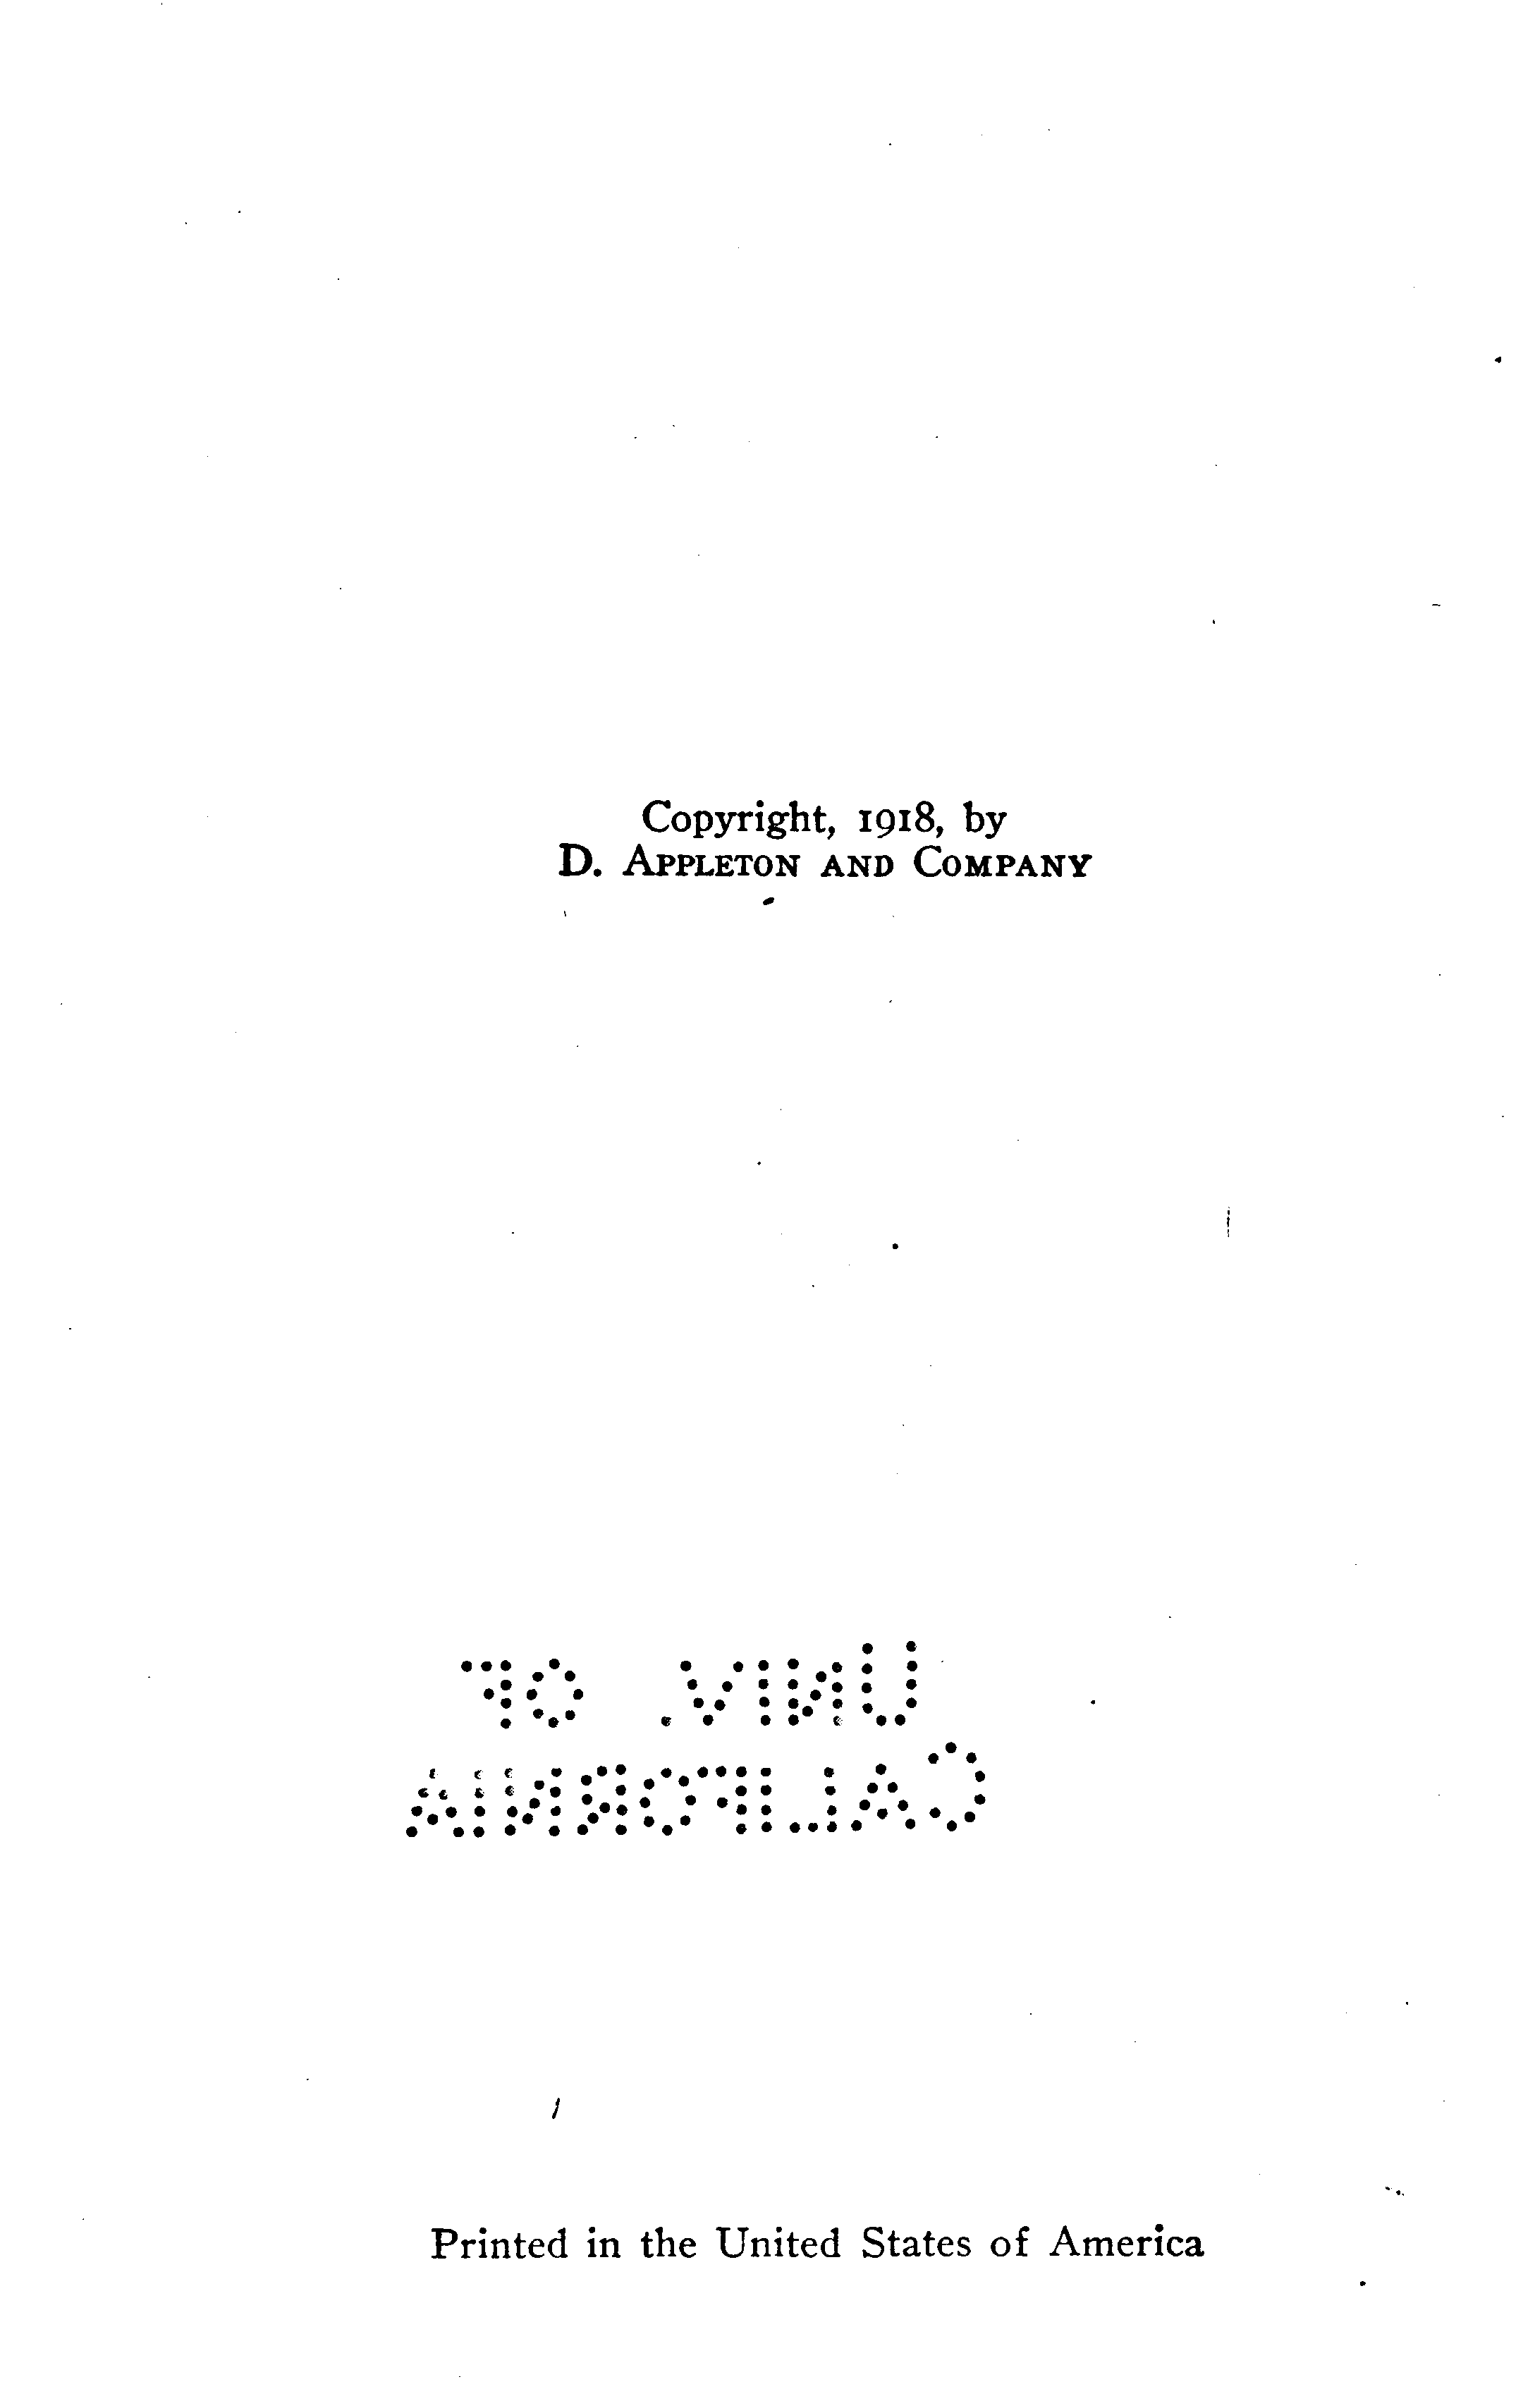 Copyright, 1918, by
D. Appleton and Company
UNIV. OF
CALIFORNIA
Printed in the United States of America